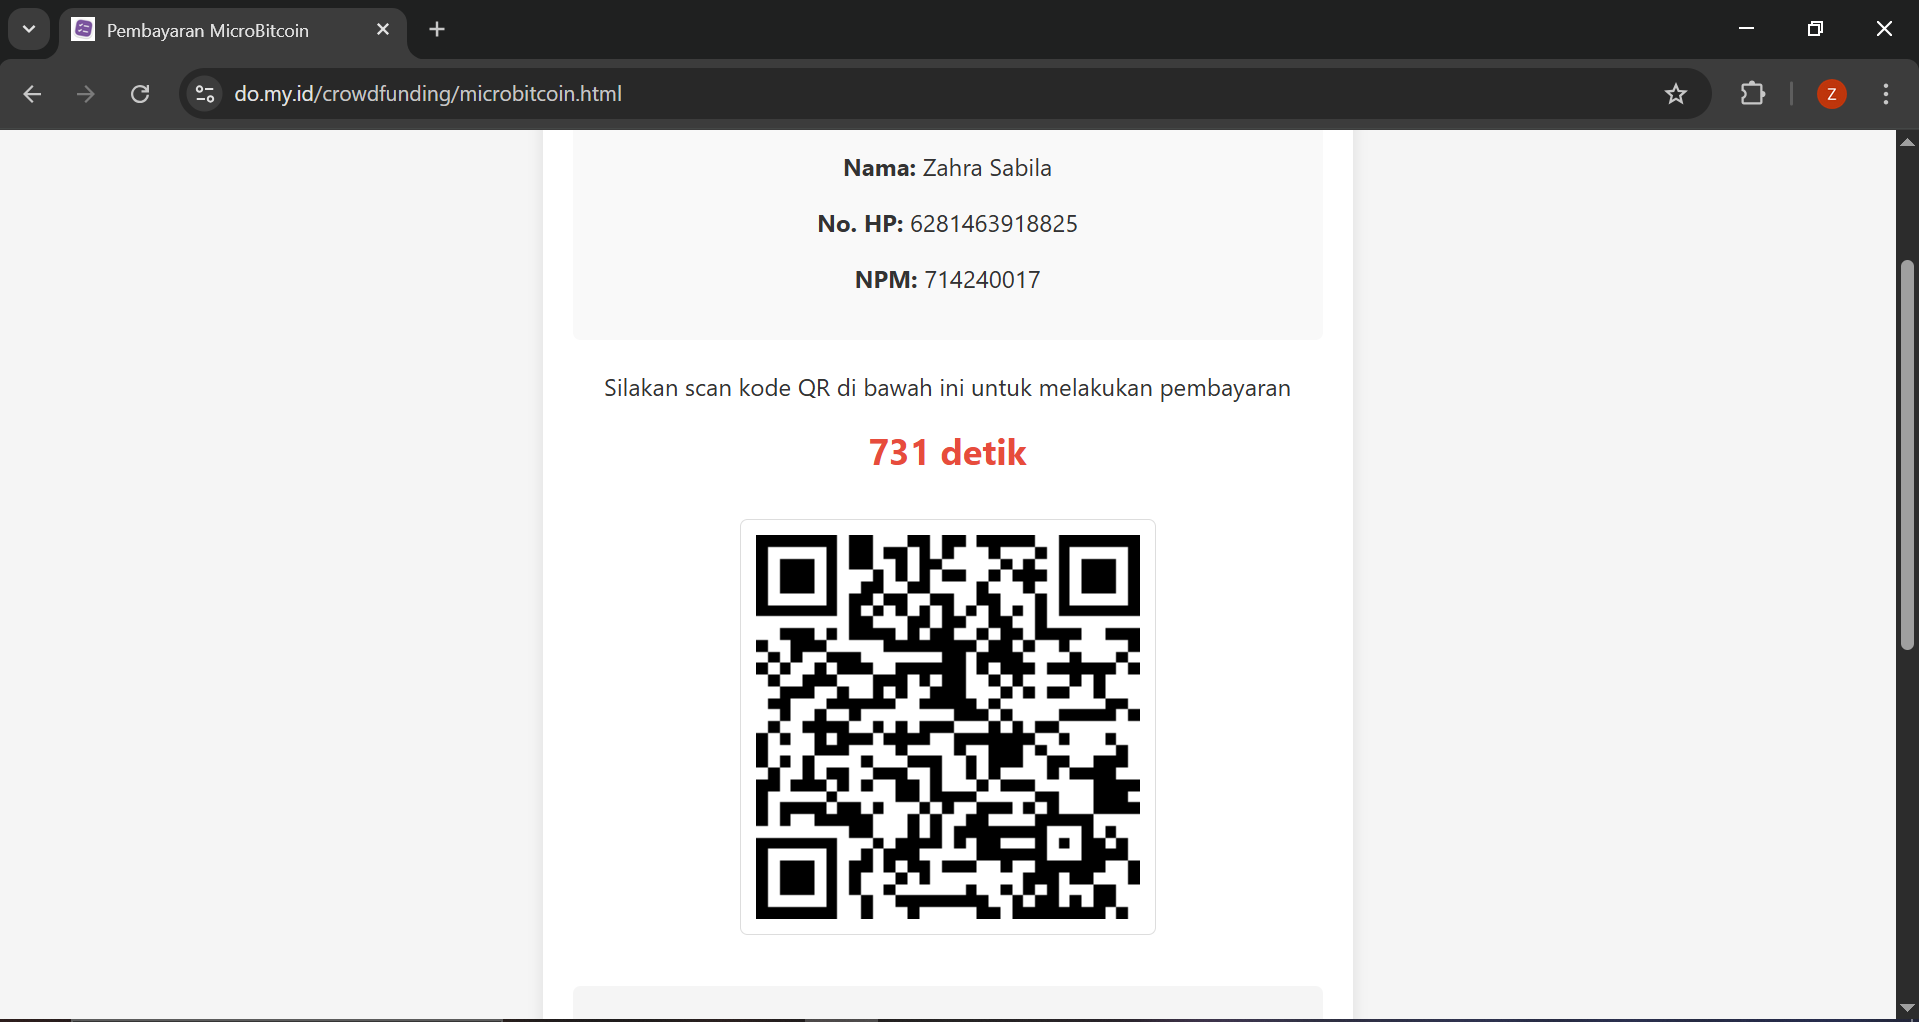 Pembayaran MicroBitcoin
do.my.id/crowdfunding/microbitcoin.html
Z
Nama: Zahra Sabila
No. HP: 6281463918825
NPM: 714240017
Silakan scan kode QR di bawah ini untuk melakukan pembayaran
731 detik